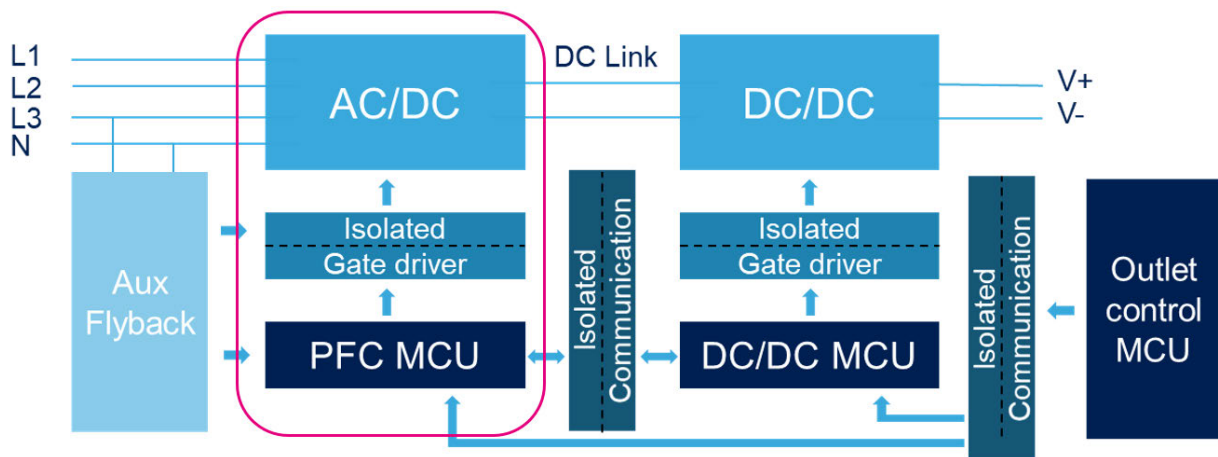 L1
L2
L3
N
AC/DC
DC Link
DC/DC
V+
V-
Aux
Flyback
Isolated
Gate driver
PFC MCU
Isolated
Communication
Isolated
Gate driver
DC/DC MCU
Isolated
Communication
Outlet
control
MCU